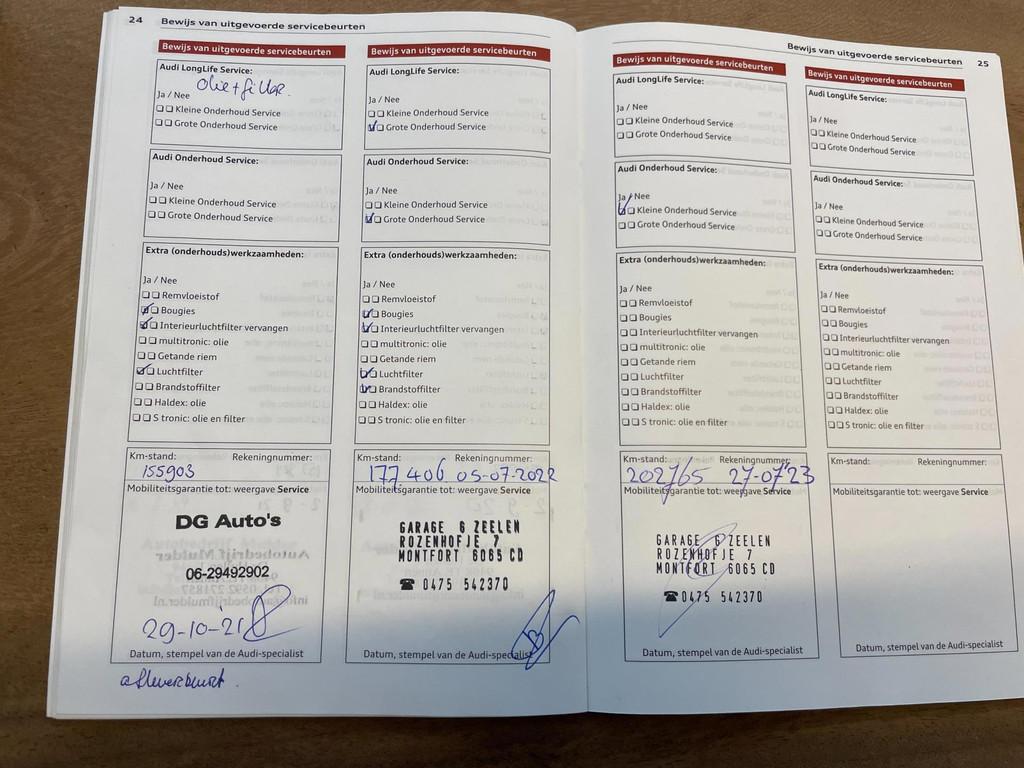 24 Bewijs van uitgevoerde servicebeurten
Bewijs van uitgevoerde servicebeurten
Audi LongLife Service:
Olie + filter.
Ja / Nee
Kleine Onderhoud Service
Grote Onderhoud Service
Audi Onderhoud Service:
Ja / Nee
Kleine Onderhoud Service
Grote Onderhoud Service
Extra (onderhouds)werkzaamheden:
Ja / Nee
Remvloeistof
Bougies
Interieurluchtfilter vervangen
multitronic: olie
Getande riem
Luchtfilter
Brandstoffilter
Haldex: olie
S tronic: olie en filter
Km-stand: Rekeningnummer:
155903
Mobiliteitsgarantie tot: weergave Service
DG Auto's
06-29492902
29-10-'21
Datum, stempel van de Audi-specialist
afleverbeurt.
Bewijs van uitgevoerde servicebeurten
Audi LongLife Service:
Ja / Nee
Kleine Onderhoud Service
Grote Onderhoud Service
Audi Onderhoud Service:
Ja / Nee
Kleine Onderhoud Service
Grote Onderhoud Service
Extra (onderhouds)werkzaamheden:
Ja / Nee
Remvloeistof
Bougies
Interieurluchtfilter vervangen
multitronic: olie
Getande riem
Luchtfilter
Brandstoffilter
Haldex: olie
S tronic: olie en filter
Km-stand: Rekeningnummer:
177406 05-07-2022
Mobiliteitsgarantie tot: weergave Service
GARAGE G ZEELEN
ROZENHOFJE 7
MONTFORT 6065 CD
☎ 0475 542370
Datum, stempel van de Audi-specialist
Bewijs van uitgevoerde servicebeurten 25
Bewijs van uitgevoerde servicebeurten
Audi LongLife Service:
Ja / Nee
Kleine Onderhoud Service
Grote Onderhoud Service
Audi Onderhoud Service:
Ja / Nee
Kleine Onderhoud Service
Grote Onderhoud Service
Extra (onderhouds)werkzaamheden:
Ja / Nee
Remvloeistof
Bougies
Interieurluchtfilter vervangen
multitronic: olie
Getande riem
Luchtfilter
Brandstoffilter
Haldex: olie
S tronic: olie en filter
Km-stand: Rekeningnummer:
202765 27-07'23
Mobiliteitsgarantie tot: weergave Service
GARAGE G ZEELEN
ROZENHOFJE 7
MONTFORT 6065 CD
☎ 0475 542370
Datum, stempel van de Audi-specialist
Bewijs van uitgevoerde servicebeurten
Audi LongLife Service:
Ja / Nee
Kleine Onderhoud Service
Grote Onderhoud Service
Audi Onderhoud Service:
Ja / Nee
Kleine Onderhoud Service
Grote Onderhoud Service
Extra (onderhouds)werkzaamheden:
Ja / Nee
Remvloeistof
Bougies
Interieurluchtfilter vervangen
multitronic: olie
Getande riem
Luchtfilter
Brandstoffilter
Haldex: olie
S tronic: olie en filter
Km-stand: Rekeningnummer:
Mobiliteitsgarantie tot: weergave Service
Datum, stempel van de Audi-specialist